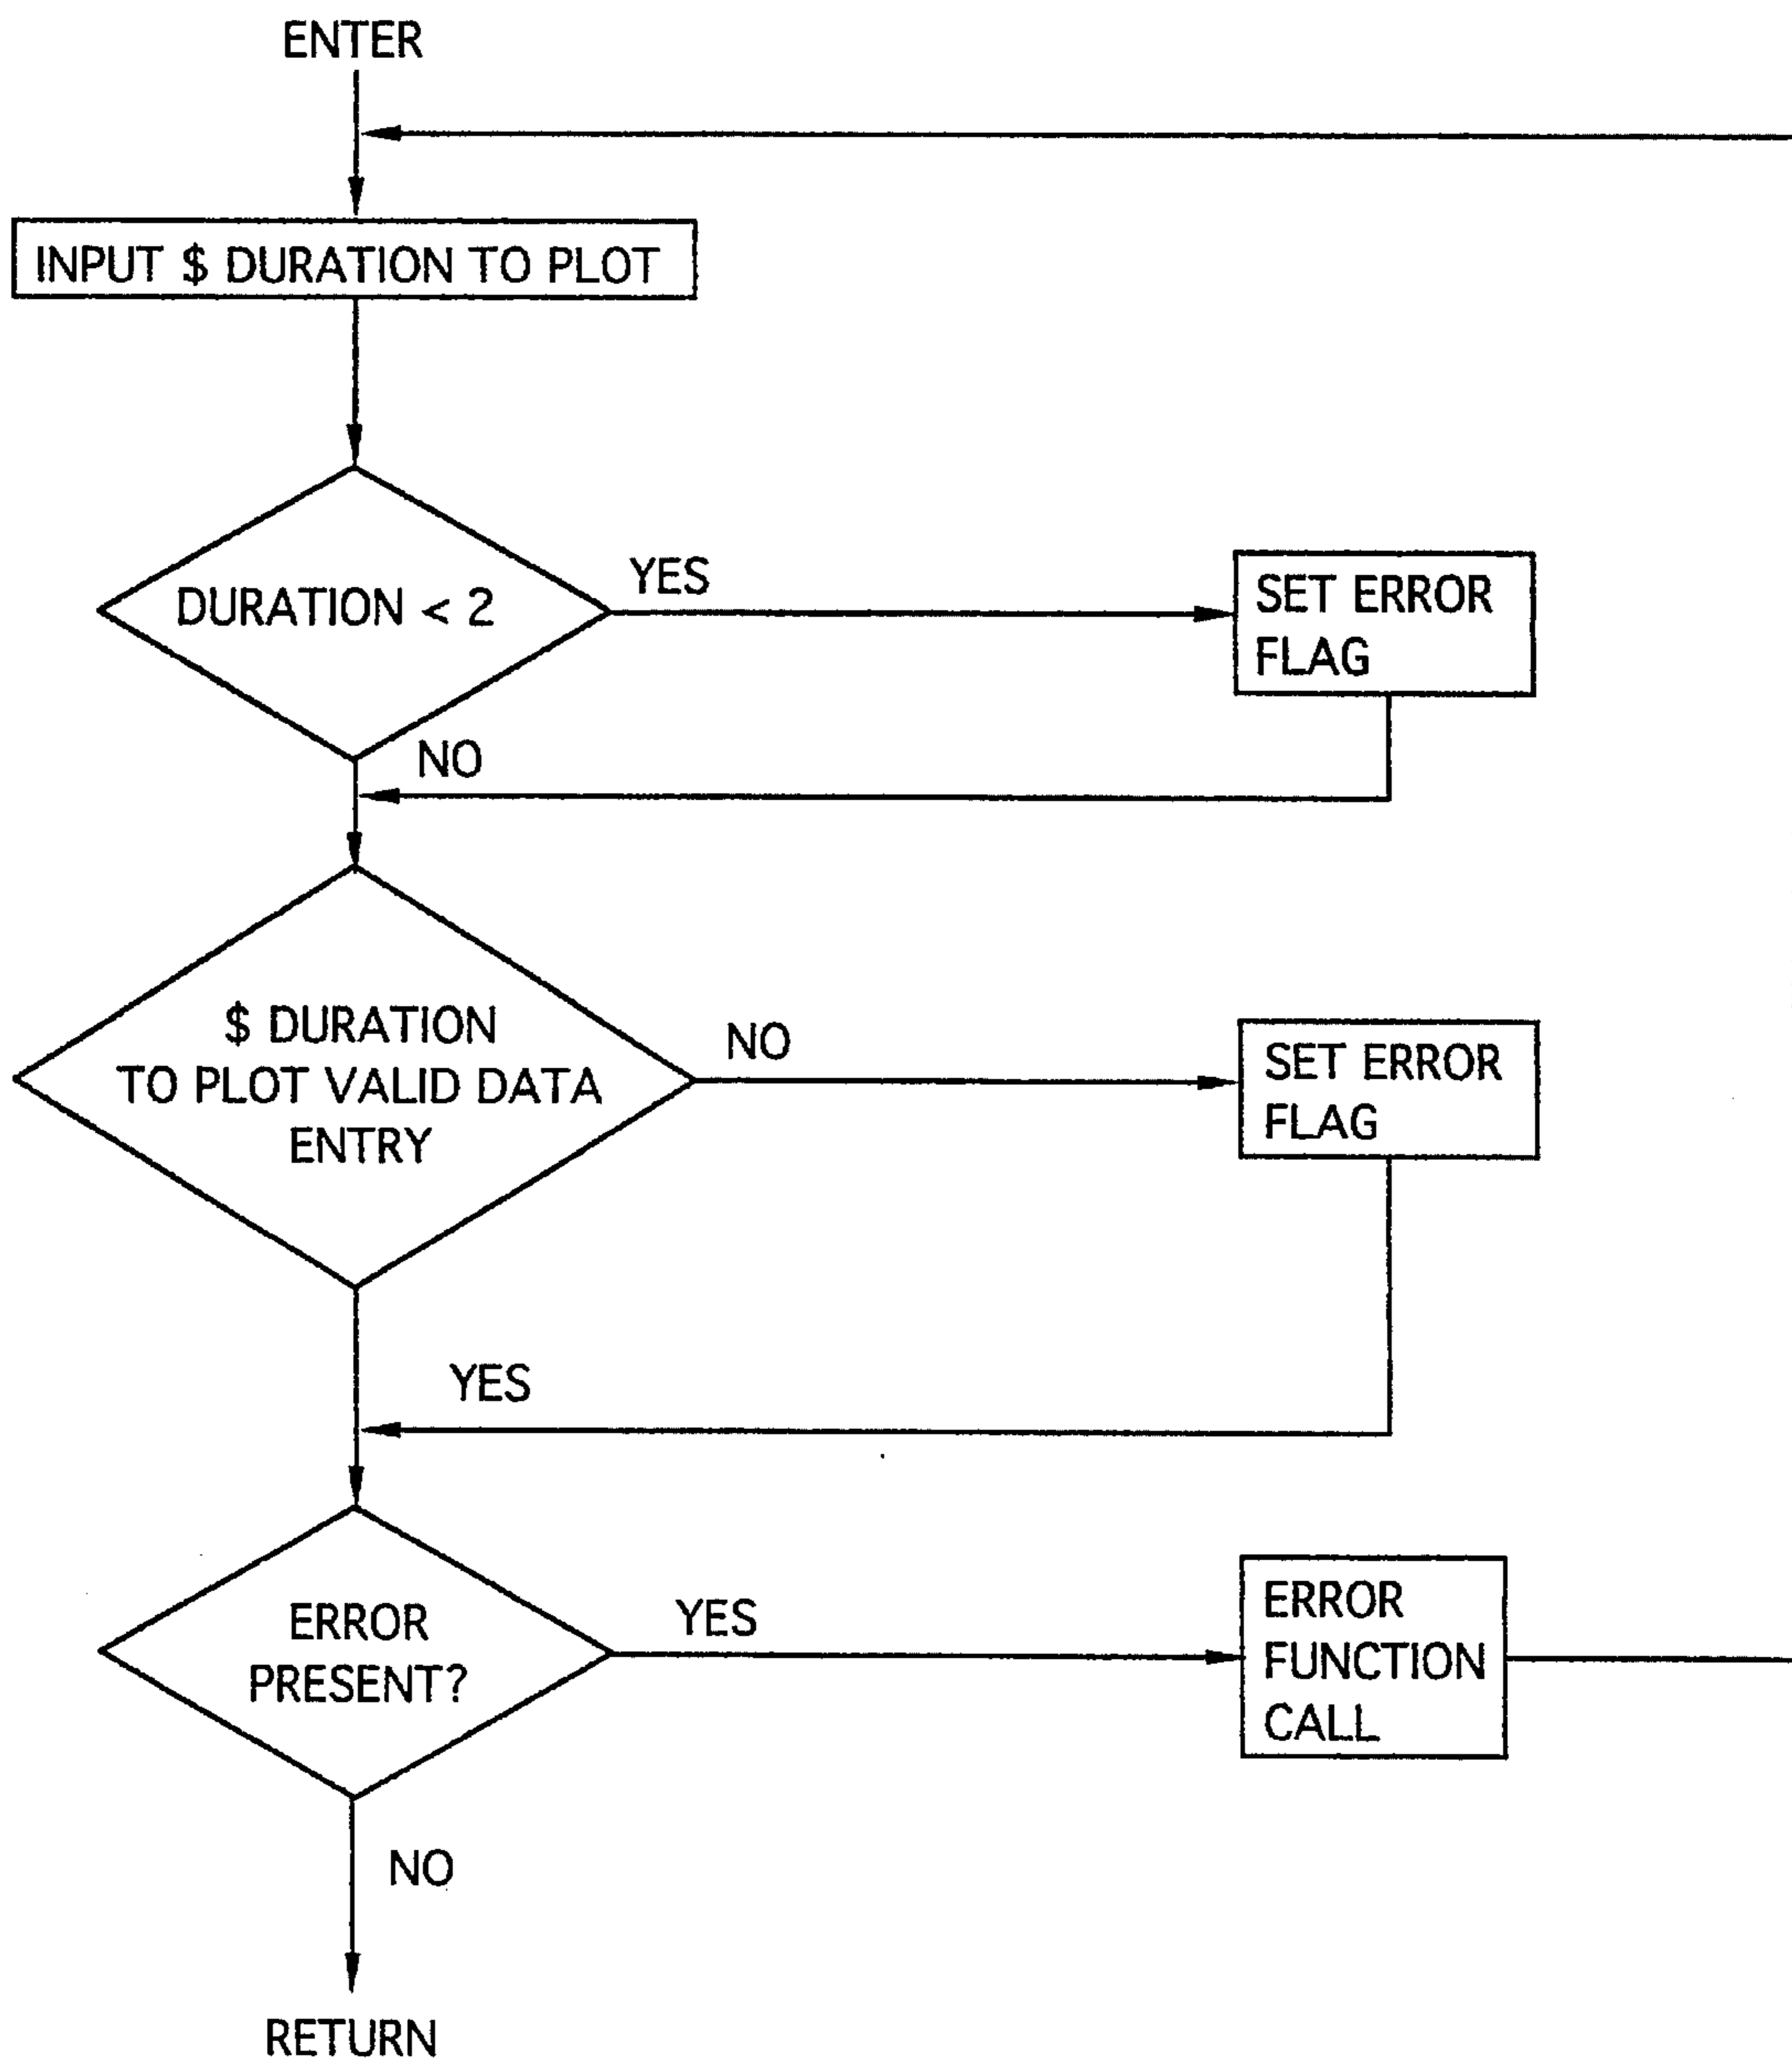 ENTER
INPUT $ DURATION TO PLOT
DURATION < 2
YES
SET ERROR
FLAG
NO
$ DURATION
TO PLOT VALID DATA
ENTRY
NO
SET ERROR
FLAG
YES
ERROR
PRESENT?
YES
ERROR
FUNCTION
CALL
NO
RETURN